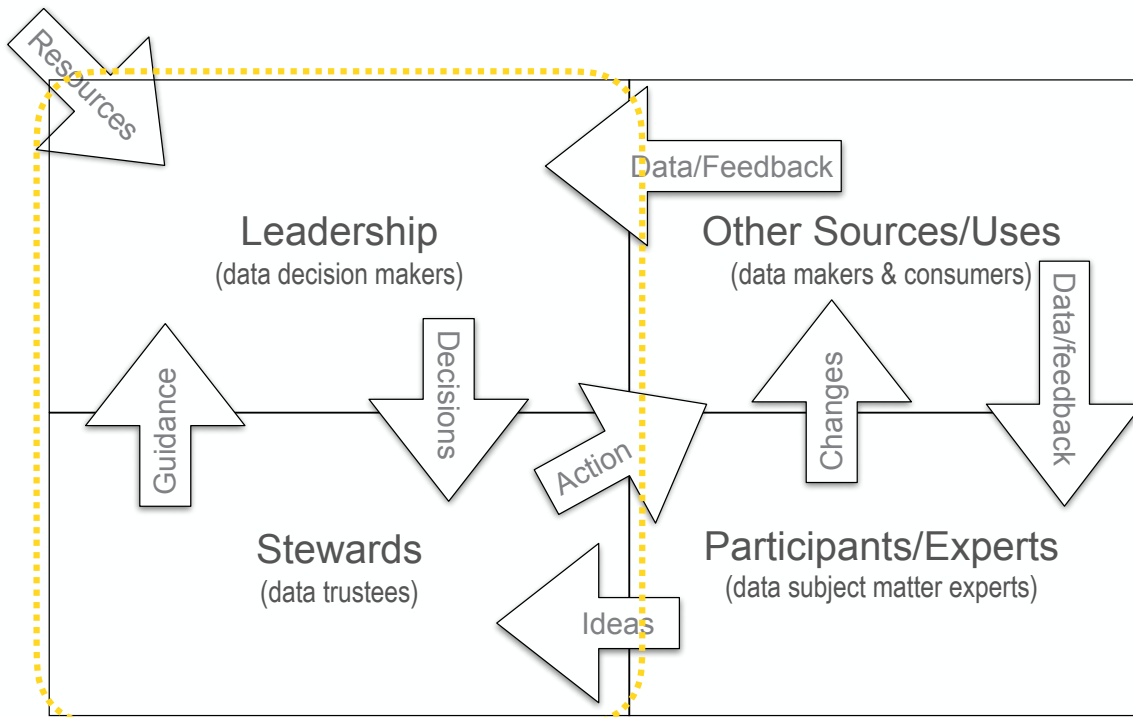 Resources
Data/Feedback
Leadership
(data decision makers)
Other Sources/Uses
(data makers & consumers)
Guidance
Decisions
Action
Changes
Data/feedback
Stewards
(data trustees)
Participants/Experts
(data subject matter experts)
Ideas